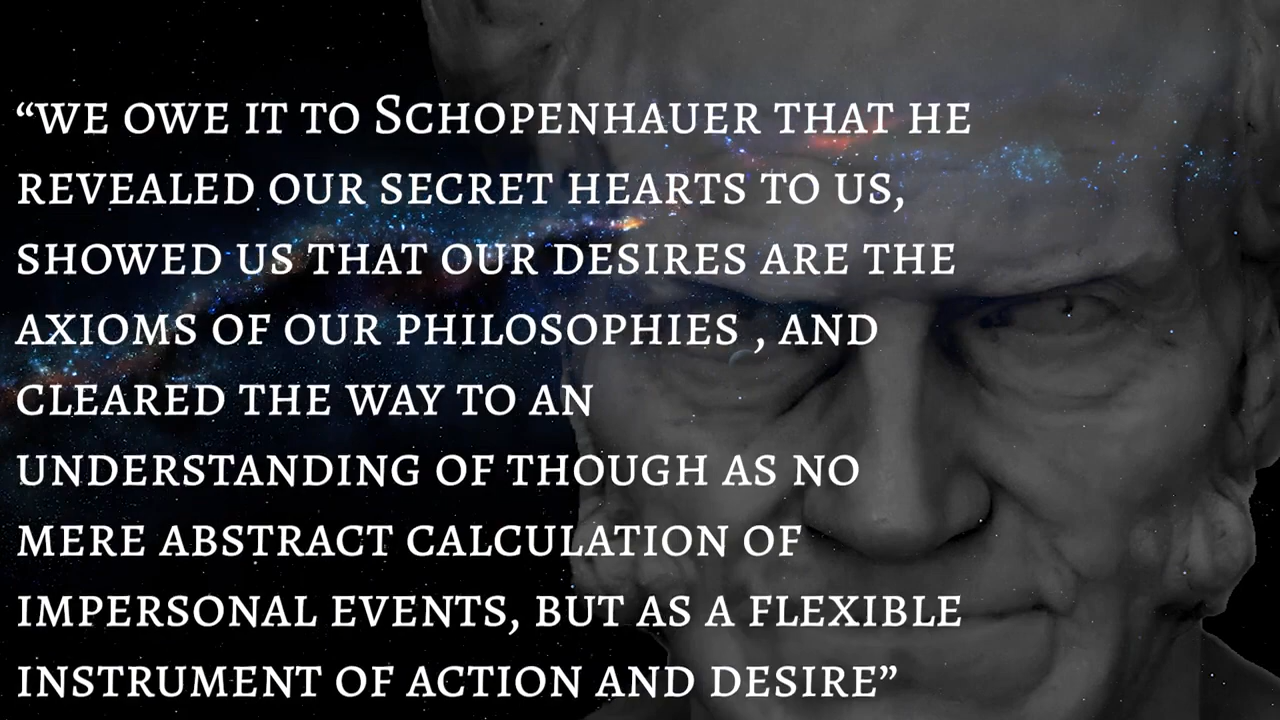 “WE OWE IT TO SCHOPENHAUER THAT HE
REVEALED OUR SECRET HEARTS TO US,
SHOWED US THAT OUR DESIRES ARE THE
AXIOMS OF OUR PHILOSOPHIES , AND
CLEARED THE WAY TO AN
UNDERSTANDING OF THOUGH AS NO
MERE ABSTRACT CALCULATION OF
IMPERSONAL EVENTS, BUT AS A FLEXIBLE
INSTRUMENT OF ACTION AND DESIRE”